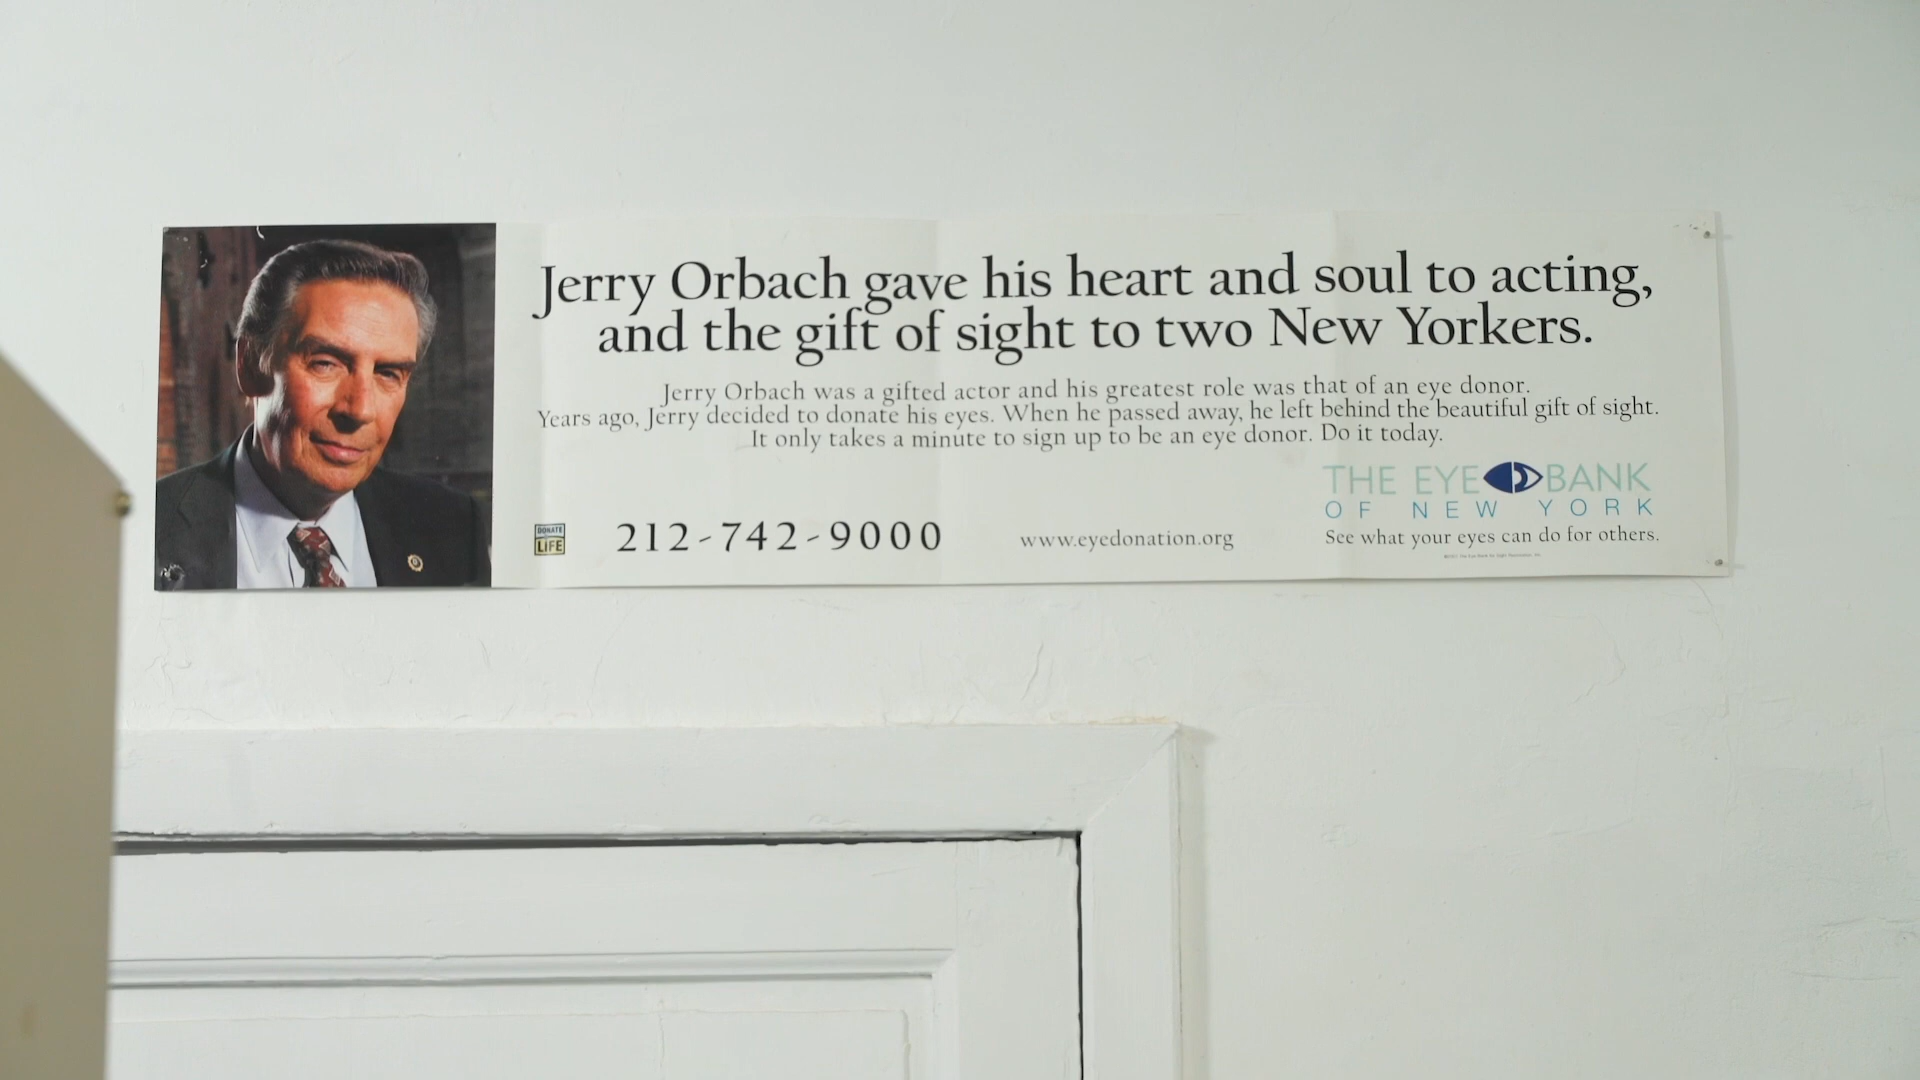 Jerry Orbach gave his heart and soul to acting,
and the gift of sight to two New Yorkers.
Jerry Orbach was a gifted actor and his greatest role was that of an eye donor.
Years ago, Jerry decided to donate his eyes. When he passed away, he left behind the beautiful gift of sight.
It only takes a minute to sign up to be an eye donor. Do it today.
THE EYE BANK
OF NEW YORK
DONATE
LIFE
212-742-9000
www.eyedonation.org
See what your eyes can do for others.